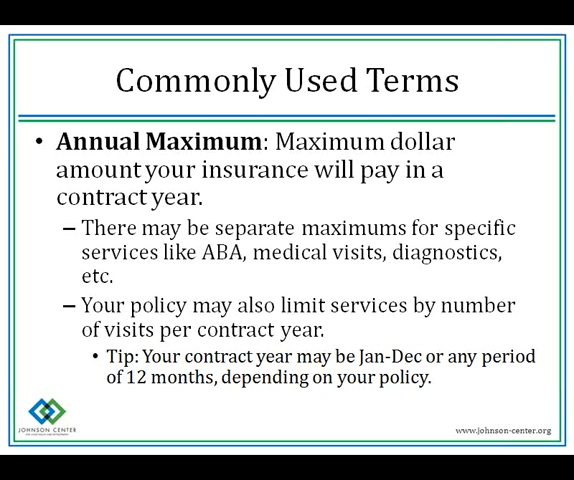 Commonly Used Terms
• Annual Maximum: Maximum dollar
amount your insurance will pay in a
contract year.
– There may be separate maximums for specific
services like ABA, medical visits, diagnostics,
etc.
– Your policy may also limit services by number
of visits per contract year.
• Tip: Your contract year may be Jan-Dec or any period
of 12 months, depending on your policy.
JOHNSON CENTER
www.johnson-center.org